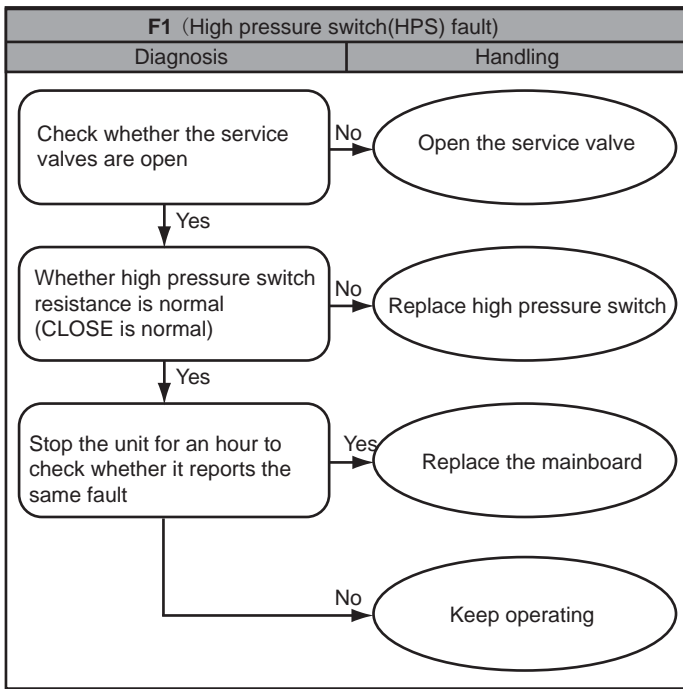 F1（High pressure switch(HPS) fault)
Diagnosis
Handling
Check whether the service
valves are open
No
Open the service valve
Yes
Whether high pressure switch
resistance is normal
(CLOSE is normal)
No
Replace high pressure switch
Yes
Stop the unit for an hour to
check whether it reports the
same fault
Yes
Replace the mainboard
No
Keep operating